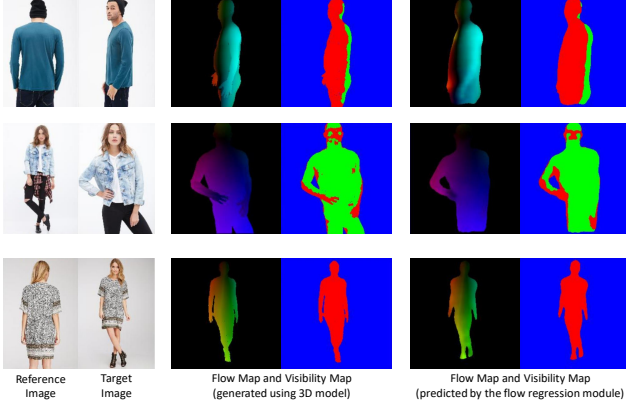 Reference
Image
Target
Image
Flow Map and Visibility Map
(generated using 3D model)
Flow Map and Visibility Map
(predicted by the flow regression module)